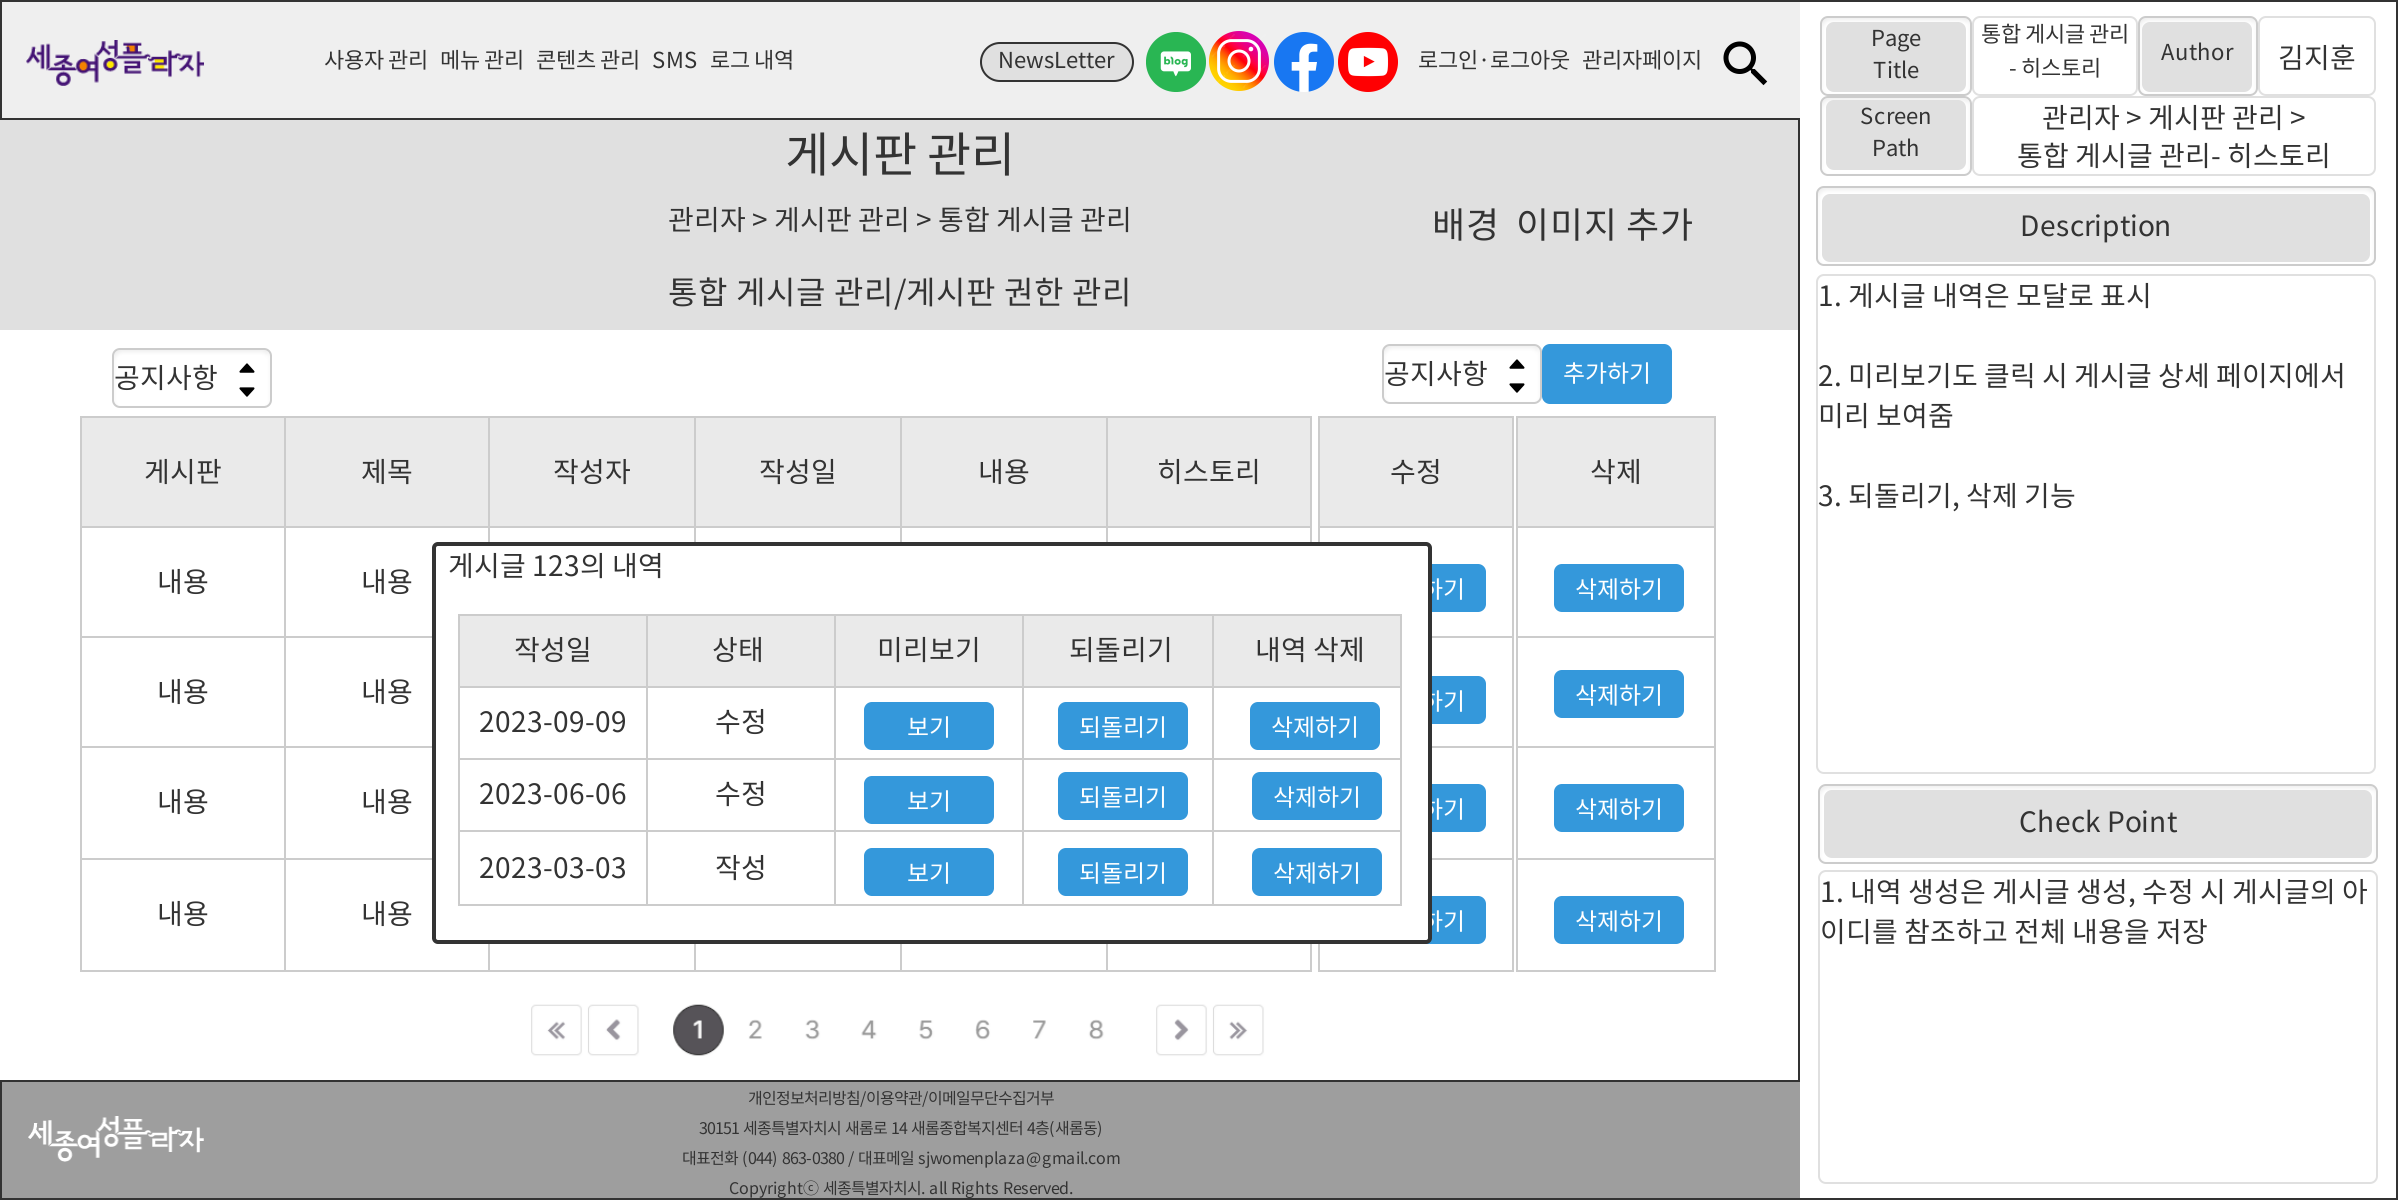 세종여성플라자
사용자 관리 메뉴 관리 콘텐츠 관리 SMS 로그 내역
NewsLetter
blog
로그인·로그아웃 관리자페이지
게시판 관리
관리자 > 게시판 관리 > 통합 게시글 관리
배경 이미지 추가
통합 게시글 관리/게시판 권한 관리
공지사항
공지사항
추가하기
게시판 제목 작성자 작성일 내용 히스토리 수정 삭제
내용 내용 하기 삭제하기
내용 내용 하기 삭제하기
내용 내용 하기 삭제하기
내용 내용 하기 삭제하기
게시글 123의 내역
작성일 상태 미리보기 되돌리기 내역 삭제
2023-09-09 수정 보기 되돌리기 삭제하기
2023-06-06 수정 보기 되돌리기 삭제하기
2023-03-03 작성 보기 되돌리기 삭제하기
« < 1 2 3 4 5 6 7 8 > »
세종여성플라자
개인정보처리방침/이용약관/이메일무단수집거부
30151 세종특별자치시 새롬로 14 새롬종합복지센터 4층(새롬동)
대표전화 (044) 863-0380 / 대표메일 sjwomenplaza@gmail.com
Copyrightⓒ 세종특별자치시. all Rights Reserved.
Page
Title
통합 게시글 관리
- 히스토리
Author
김지훈
Screen
Path
관리자 > 게시판 관리 >
통합 게시글 관리- 히스토리
Description
1. 게시글 내역은 모달로 표시
2. 미리보기도 클릭 시 게시글 상세 페이지에서
미리 보여줌
3. 되돌리기, 삭제 기능
Check Point
1. 내역 생성은 게시글 생성, 수정 시 게시글의 아
이디를 참조하고 전체 내용을 저장